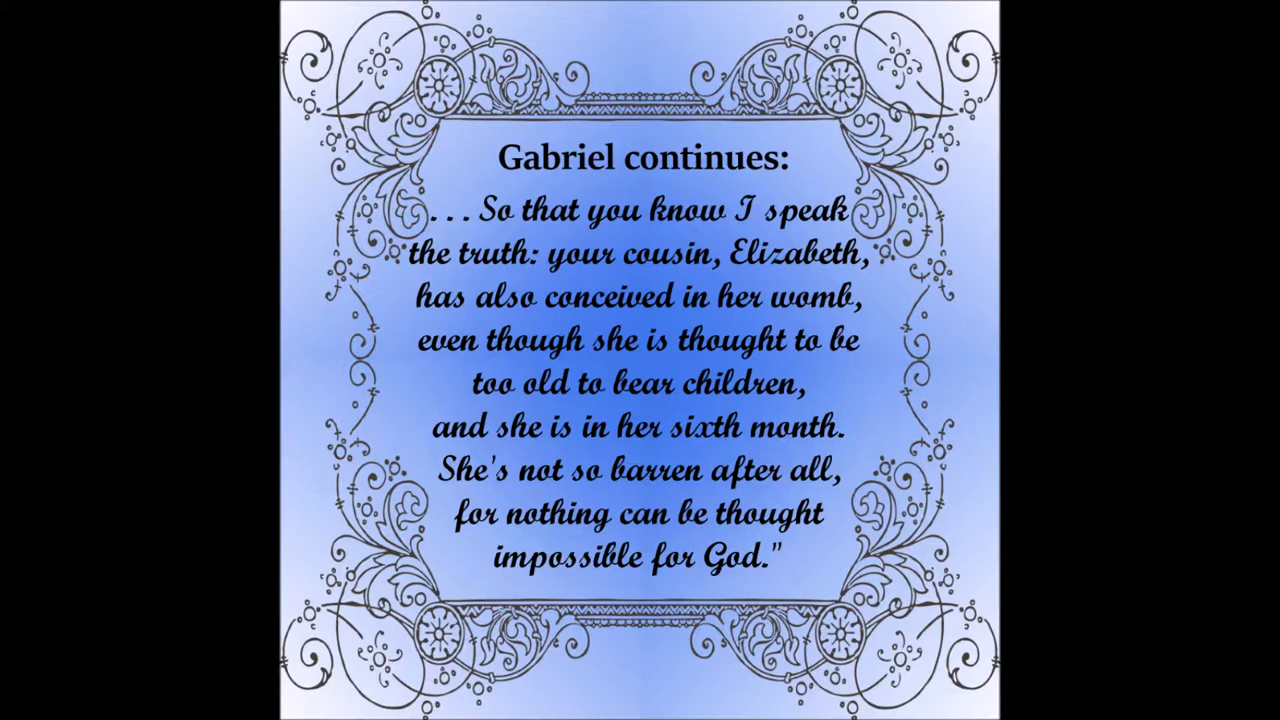 Gabriel continues:
. . . So that you know I speak
the truth: your cousin, Elizabeth,
has also conceived in her womb,
even though she is thought to be
too old to bear children,
and she is in her sixth month.
She's not so barren after all,
for nothing can be thought
impossible for God."